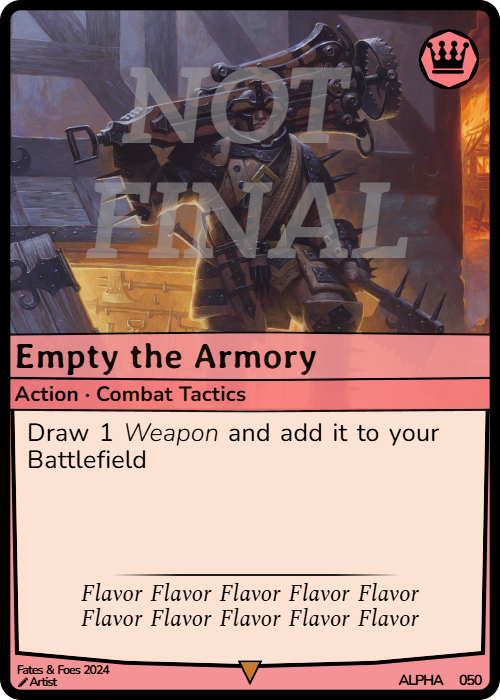 NOT
FINAL
Empty the Armory
Action · Combat Tactics
Draw 1 Weapon and add it to your
Battlefield
Flavor Flavor Flavor Flavor Flavor
Flavor Flavor Flavor Flavor Flavor
Fates & Foes 2024
Artist
ALPHA 050